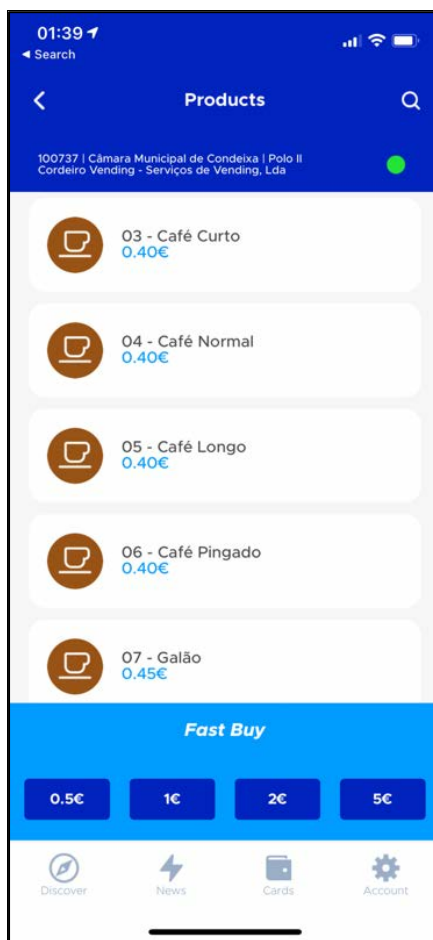 01:39
◀ Search
Products
100737 | Câmara Municipal de Condeixa | Polo II
Cordeiro Vending - Serviços de Vending, Lda
03 - Café Curto
0.40€
04 - Café Normal
0.40€
05 - Café Longo
0.40€
06 - Café Pingado
0.40€
07 - Galão
0.45€
Fast Buy
0.5€ 1€ 2€ 5€
Discover News Cards Account